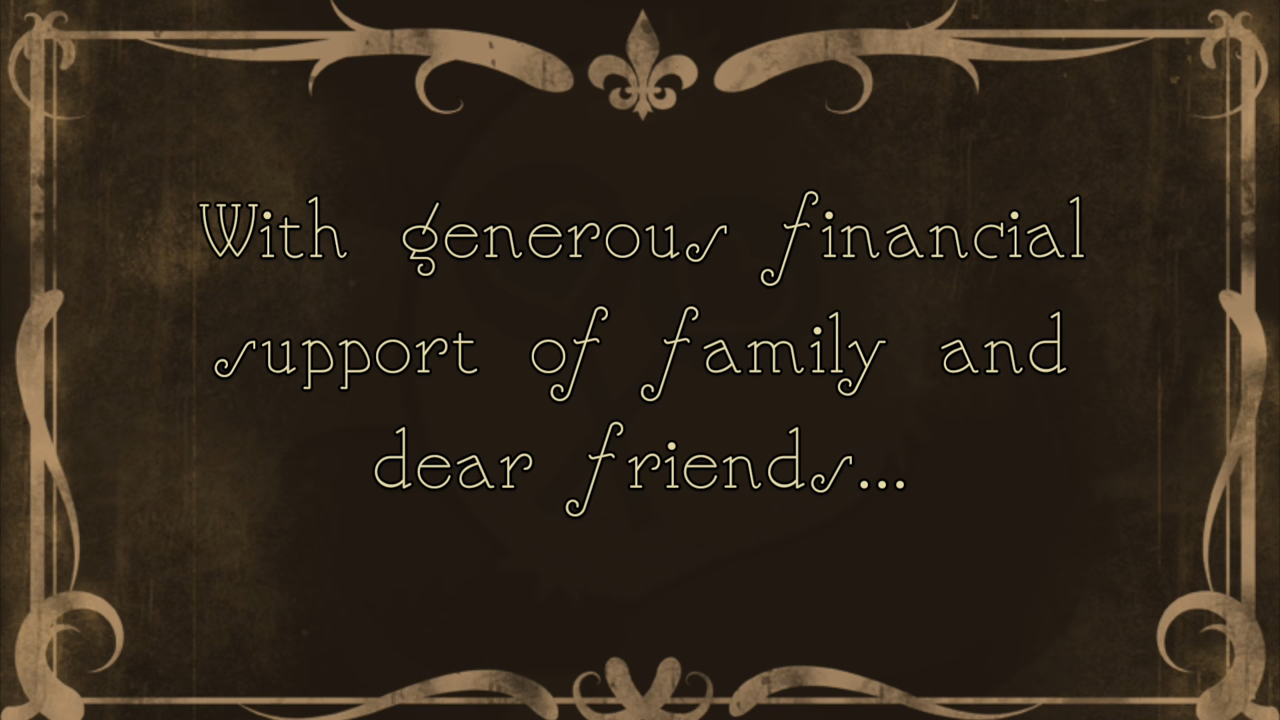 With generous financial
support of family and
dear friends...